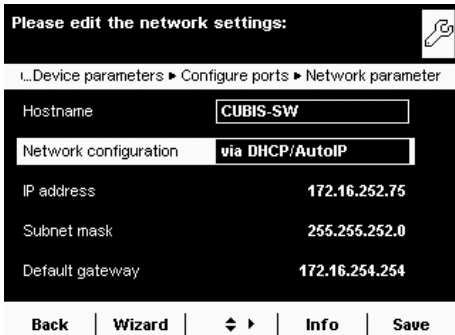 Please edit the network settings:
...Device parameters ▸ Configure ports ▸ Network parameter
Hostname CUBIS-SW
Network configuration via DHCP/AutoIP
IP address 172.16.252.75
Subnet mask 255.255.252.0
Default gateway 172.16.254.254
Back Wizard Info Save